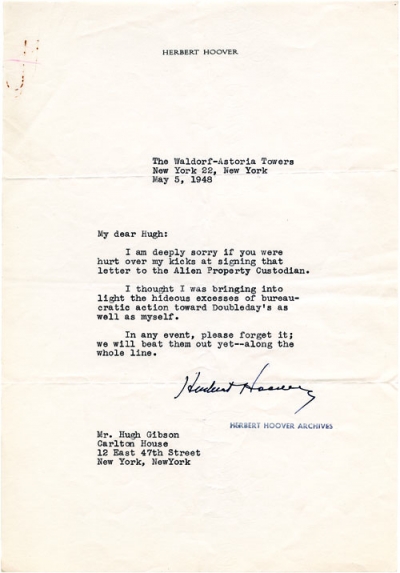 HERBERT HOOVER
The Waldorf-Astoria Towers
New York 22, New York
May 5, 1948
My dear Hugh:
I am deeply sorry if you were
hurt over my kicks at signing that
letter to the Alien Property Custodian.
I thought I was bringing into
light the hideous excesses of bureau-
cratic action toward Doubleday's as
well as myself.
In any event, please forget it;
we will beat them out yet--along the
whole line.
Herbert Hoover
HERBERT HOOVER ARCHIVES
Mr. Hugh Gibson
Carlton House
12 East 47th Street
New York, NewYork